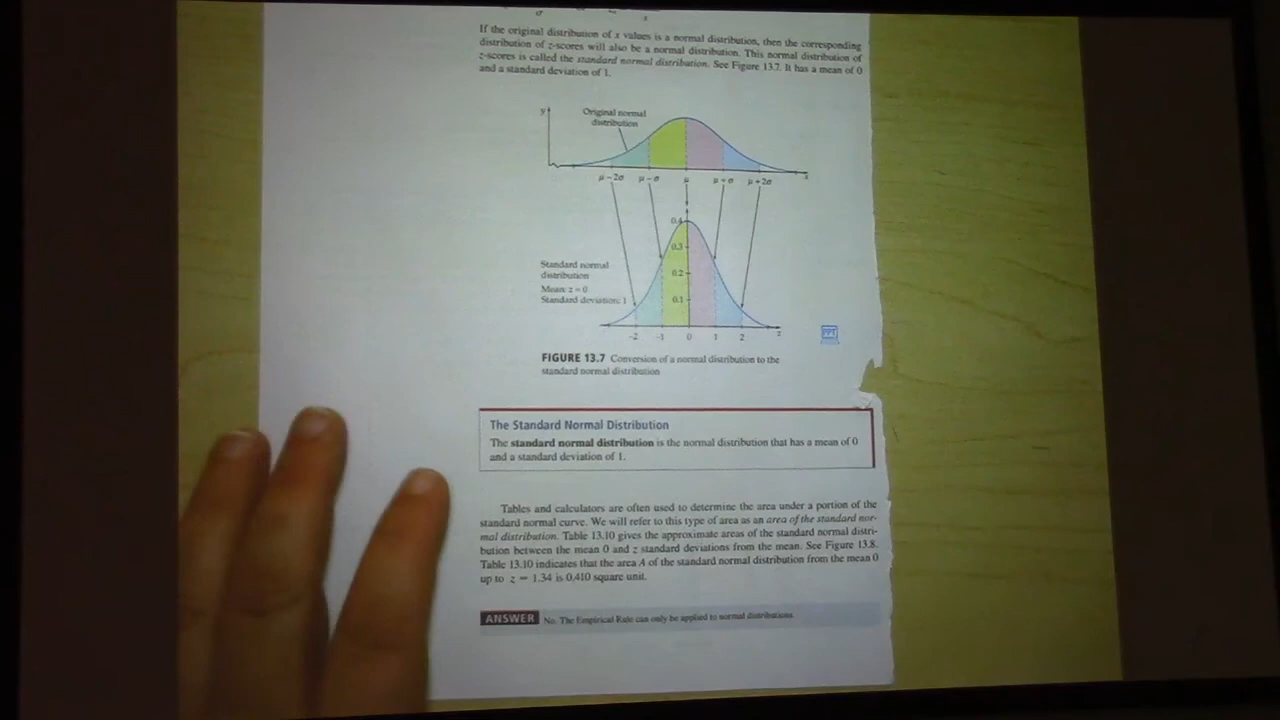 σ
x
If the original distribution of x values is a normal distribution, then the corresponding
distribution of z-scores will also be a normal distribution. This normal distribution of
z-scores is called the standard normal distribution. See Figure 13.7. It has a mean of 0
and a standard deviation of 1.
y
Original normal
distribution
x
μ − 2σ μ − σ μ μ + σ μ + 2σ
0.4
0.3
0.2
0.1
Standard normal
distribution
Mean: z = 0
Standard deviation: 1
-2 -1 0 1 2 z
PPT
FIGURE 13.7 Conversion of a normal distribution to the
standard normal distribution
The Standard Normal Distribution
The standard normal distribution is the normal distribution that has a mean of 0
and a standard deviation of 1.
Tables and calculators are often used to determine the area under a portion of the
standard normal curve. We will refer to this type of area as an area of the standard nor-
mal distribution. Table 13.10 gives the approximate areas of the standard normal distri-
bution between the mean 0 and z standard deviations from the mean. See Figure 13.8.
Table 13.10 indicates that the area A of the standard normal distribution from the mean 0
up to z = 1.34 is 0.410 square unit.
ANSWER No. The Empirical Rule can only be applied to normal distributions.